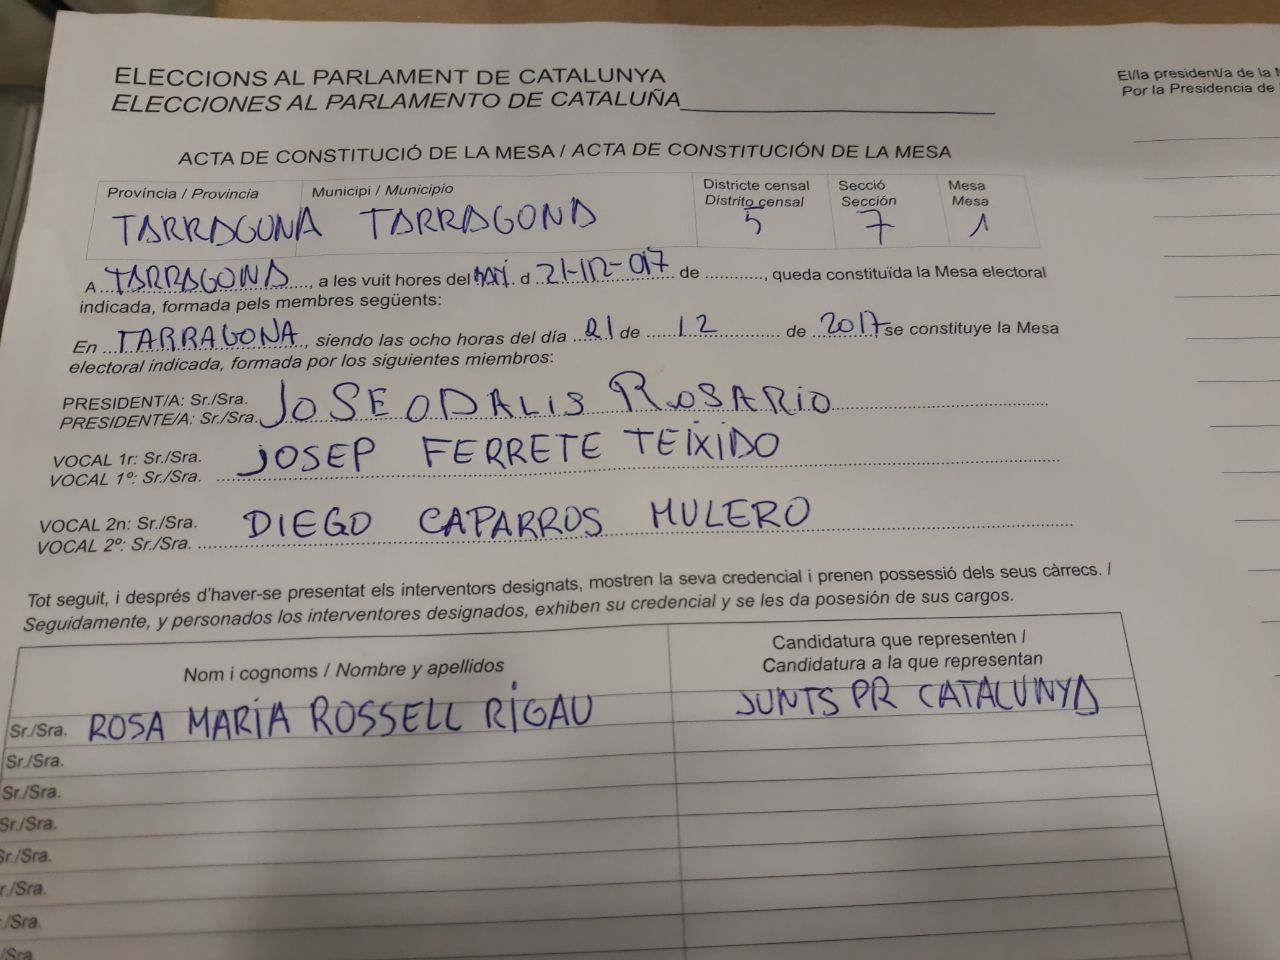 ELECCIONS AL PARLAMENT DE CATALUNYA
ELECCIONES AL PARLAMENTO DE CATALUÑA
El/la president/a de la
Por la Presidencia de
ACTA DE CONSTITUCIÓ DE LA MESA / ACTA DE CONSTITUCIÓN DE LA MESA
Província / Provincia Municipi / Municipio Districte censal Secció Mesa
Distrito censal Sección Mesa
TARRAGONA TARRAGONA 5 7 1
A TARRAGONA, a les vuit hores del d 21-12-017 de, queda constituïda la Mesa electoral
indicada, formada pels membres següents:
En TARRAGONA, siendo las ocho horas del día 21 de 12 de 2017 se constituye la Mesa
electoral indicada, formada por los siguientes miembros:
PRESIDENT/A: Sr./Sra.
PRESIDENTE/A: Sr./Sra. JOSE ODALIS ROSARIO
VOCAL 1r: Sr./Sra. JOSEP FERRETE TEIXIDO
VOCAL 1º: Sr./Sra.
VOCAL 2n: Sr./Sra. DIEGO CAPARROS MULERO
VOCAL 2º: Sr./Sra.
Tot seguit, i després d'haver-se presentat els interventors designats, mostren la seva credencial i prenen possessió dels seus càrrecs. /
Seguidamente, y personados los interventores designados, exhiben su credencial y se les da posesión de sus cargos.
Nom i cognoms / Nombre y apellidos Candidatura que representen /
Candidatura a la que representan
Sr./Sra. ROSA MARIA ROSSELL RIGAU JUNTS PR CATALUNYA
Sr./Sra.
Sr./Sra.
Sr./Sra.
Sr./Sra.
r./Sra.
./Sra.
/Sra.